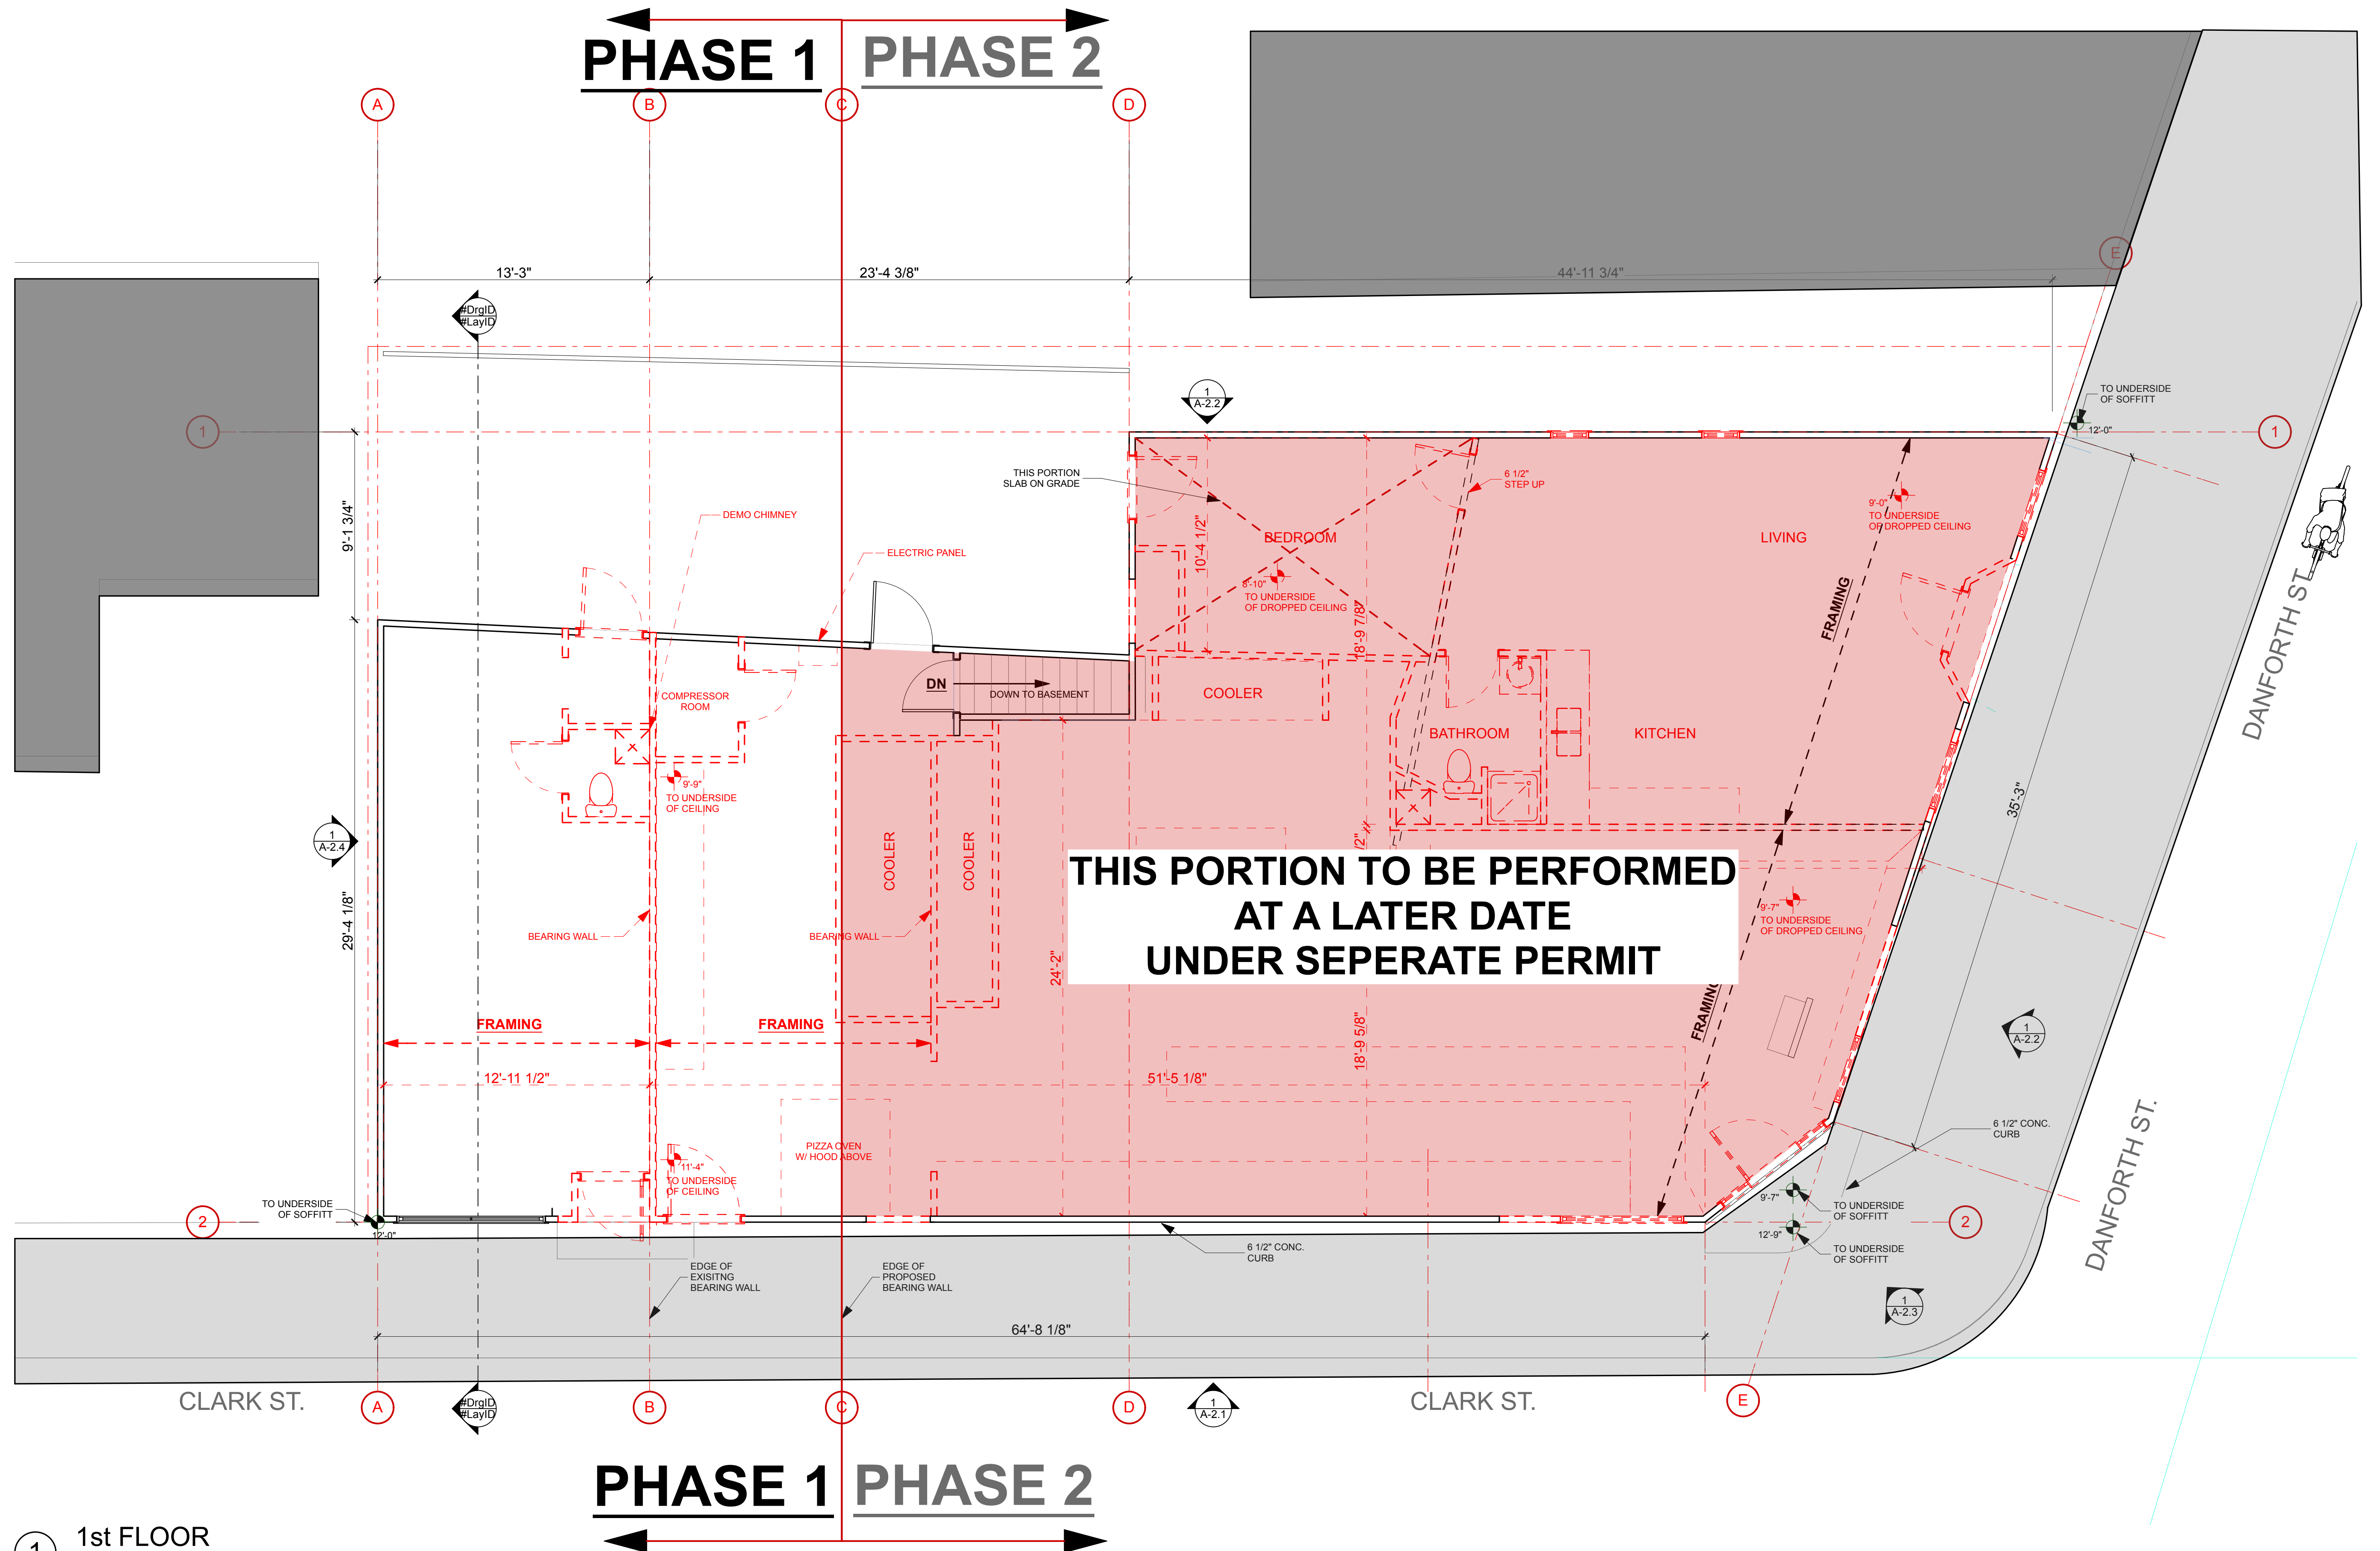 PHASE 1
PHASE 2
A
B
C
D
E
13'-3"
23'-4 3/8"
44'-11 3/4"
#DrgID
#LayID
1
A-2.2
TO UNDERSIDE
OF SOFFITT
12'-0"
1
1
THIS PORTION
SLAB ON GRADE
6 1/2"
STEP UP
9'-0"
TO UNDERSIDE
OF DROPPED CEILING
DEMO CHIMNEY
9'-1 3/4"
10'-4 1/2"
BEDROOM
LIVING
ELECTRIC PANEL
8'-10"
TO UNDERSIDE
OF DROPPED CEILING
18'-9 7/8"
FRAMING
DANFORTH ST.
COMPRESSOR
ROOM
DN
DOWN TO BASEMENT
COOLER
BATHROOM
KITCHEN
9'-9"
TO UNDERSIDE
OF CEILING
35'-3"
1
A-2.4
COOLER
COOLER
THIS PORTION TO BE PERFORMED
AT A LATER DATE
UNDER SEPERATE PERMIT
/2"
9'-7"
TO UNDERSIDE
OF DROPPED CEILING
29'-4 1/8"
BEARING WALL
BEARING WALL
24'-2"
FRAMING
FRAMING
FRAMING
18'-9 5/8"
1
A-2.2
12'-11 1/2"
51'-5 1/8"
PIZZA OVEN
W/ HOOD ABOVE
6 1/2" CONC.
CURB
11'-4"
TO UNDERSIDE
OF CEILING
TO UNDERSIDE
OF SOFFITT
12'-0"
2
9'-7"
TO UNDERSIDE
OF SOFFITT
2
12'-9"
TO UNDERSIDE
OF SOFFITT
6 1/2" CONC.
CURB
DANFORTH ST.
EDGE OF
EXISITNG
BEARING WALL
EDGE OF
PROPOSED
BEARING WALL
1
A-2.3
64'-8 1/8"
CLARK ST.
A
#DrgID
#LayID
B
C
D
1
A-2.1
CLARK ST.
E
PHASE 1
PHASE 2
1
1st FLOOR